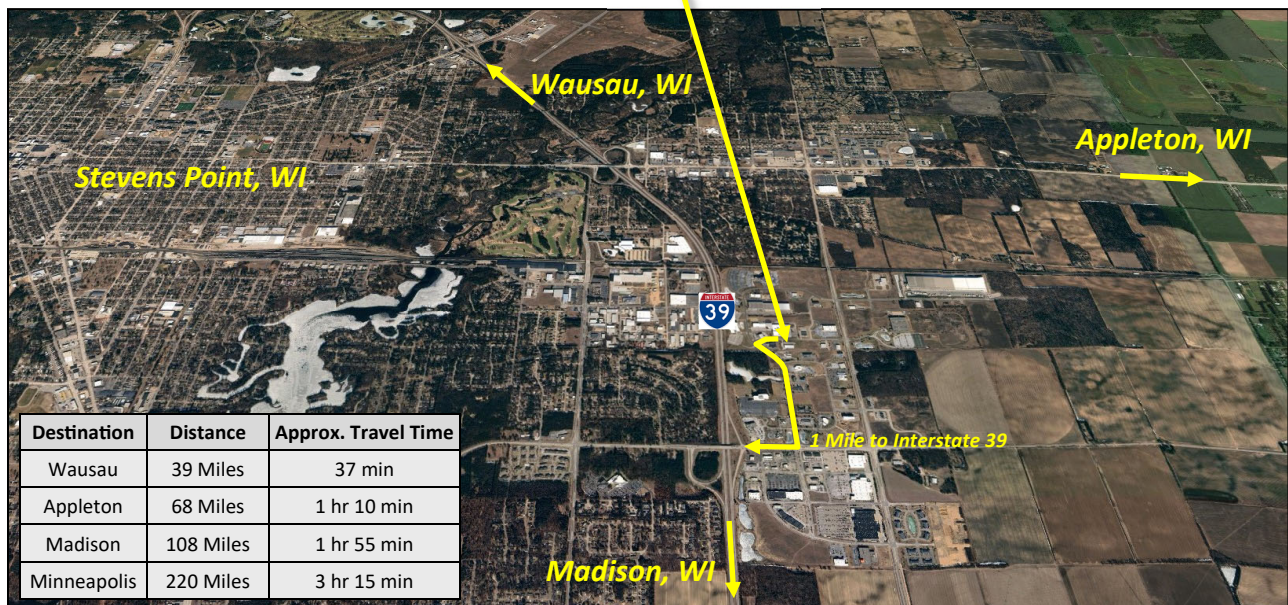 Wausau, WI
Appleton, WI
Stevens Point, WI
INTERSTATE
39
1 Mile to Interstate 39
Madison, WI
Destination Distance Approx. Travel Time
Wausau 39 Miles 37 min
Appleton 68 Miles 1 hr 10 min
Madison 108 Miles 1 hr 55 min
Minneapolis 220 Miles 3 hr 15 min